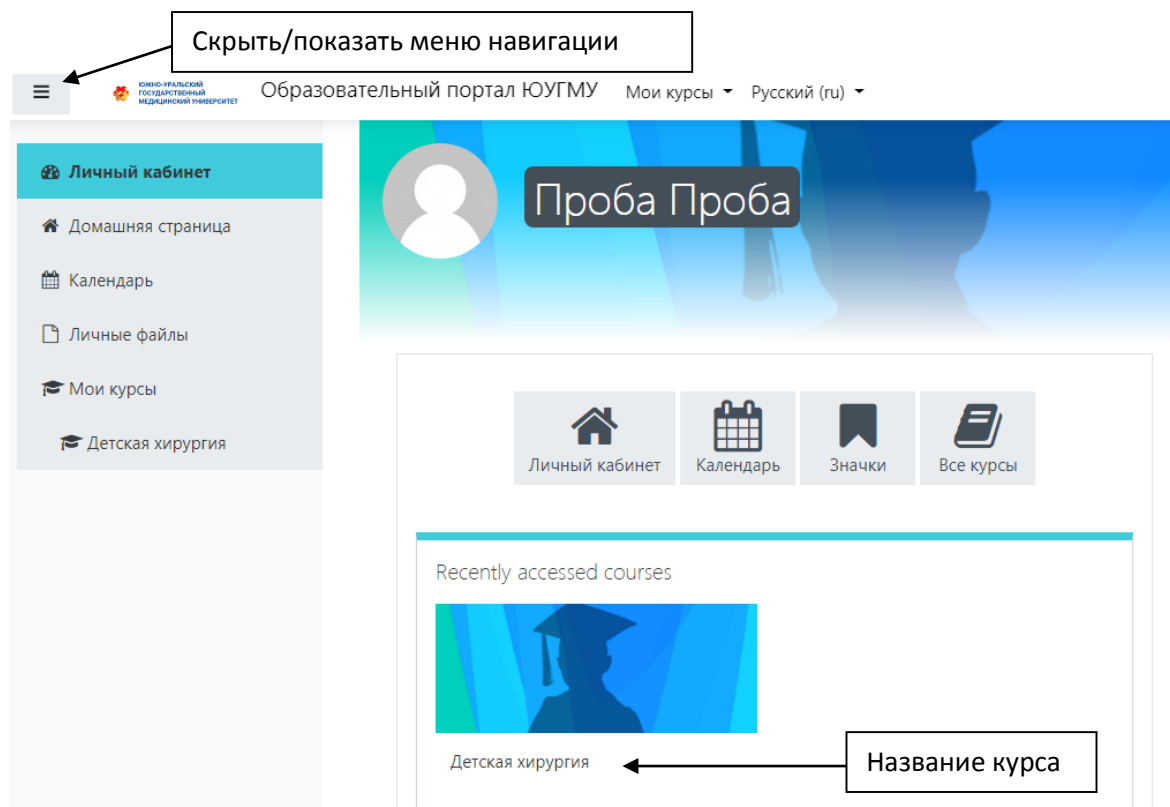 Скрыть/показать меню навигации
ЮЖНО-УРАЛЬСКИЙ
ГОСУДАРСТВЕННЫЙ
МЕДИЦИНСКИЙ УНИВЕРСИТЕТ
Образовательный портал ЮУГМУ Мои курсы Русский (ru)
Личный кабинет
Домашняя страница
Календарь
Личные файлы
Мои курсы
Детская хирургия
Проба Проба
Личный кабинет Календарь Значки Все курсы
Recently accessed courses
Детская хирургия
Название курса